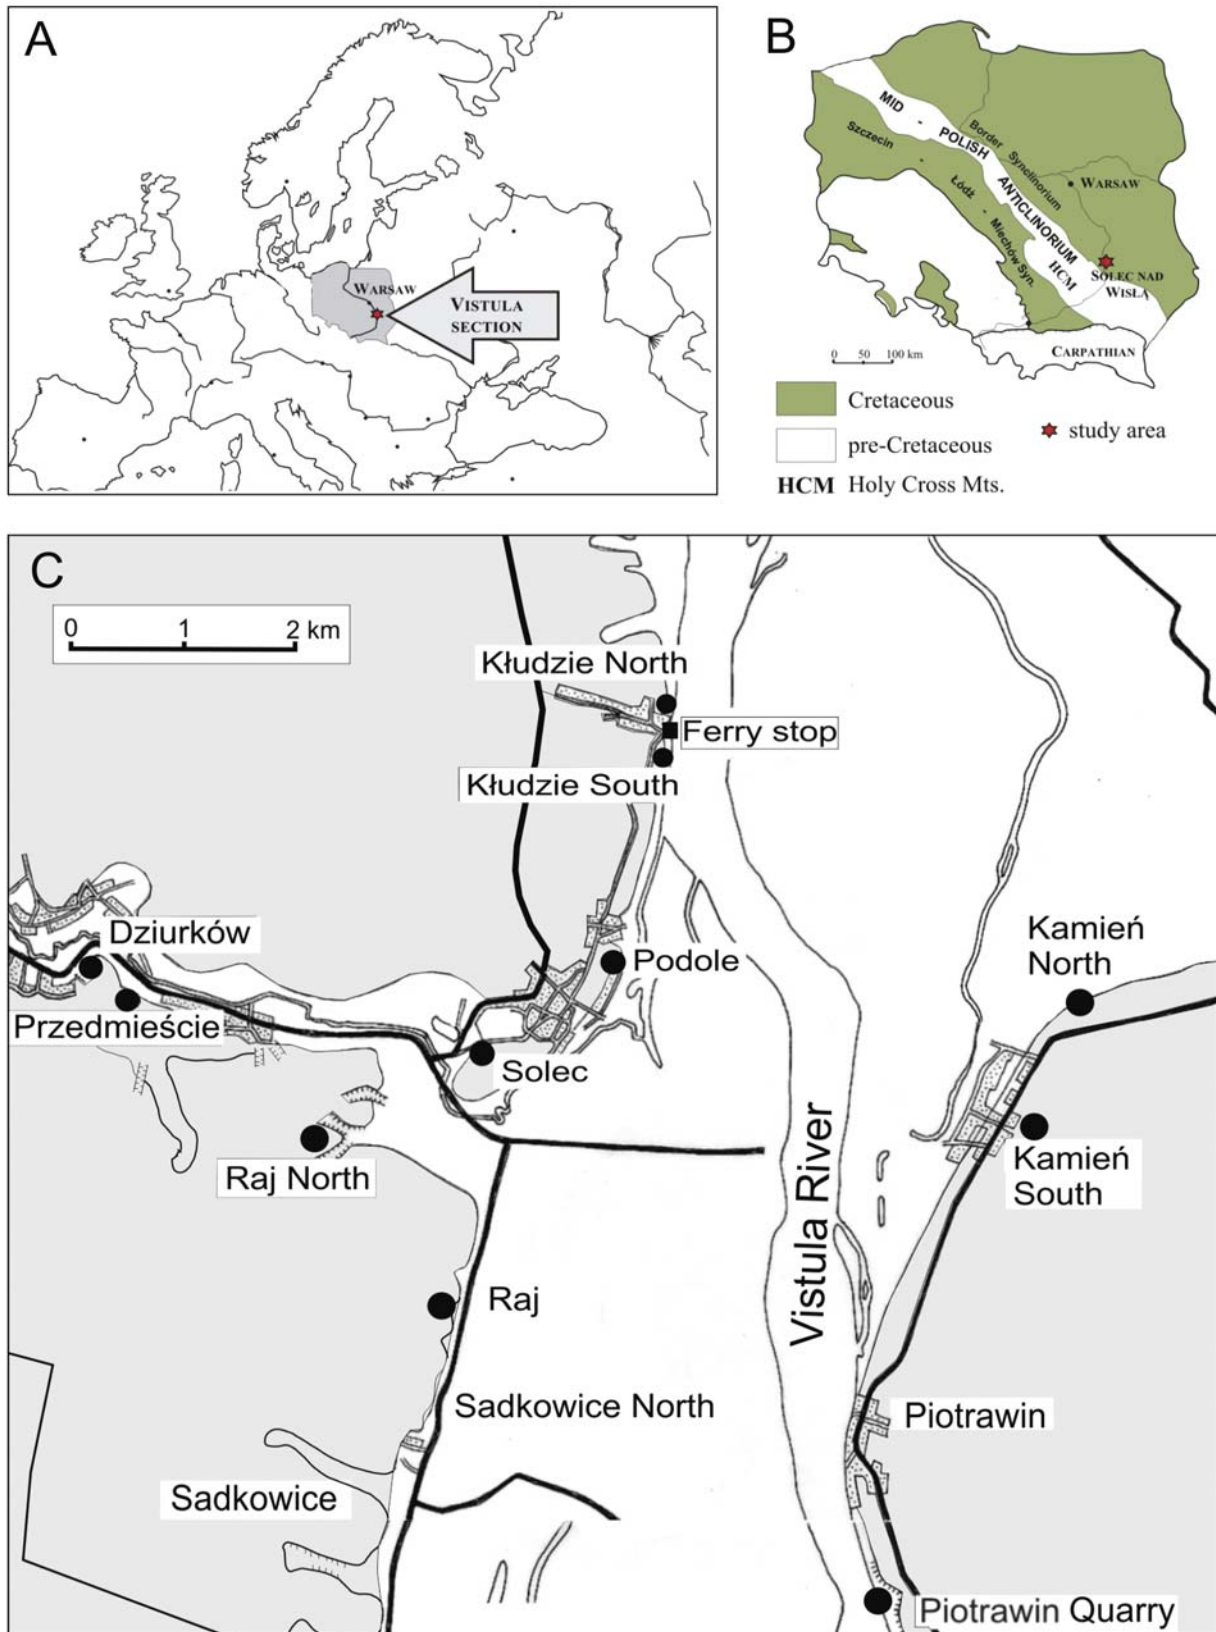 A
WARSAW
VISTULA
SECTION
B
MID - POLISH ANTICLINORIUM
Border Synclinorium
Szczecin - Łódź - Miechów Syn.
WARSAW
HCM
SOLEC NAD
WISŁĄ
CARPATHIAN
0 50 100 km
Cretaceous
pre-Cretaceous
study area
HCM Holy Cross Mts.
C
0 1 2 km
Kłudzie North
Ferry stop
Kłudzie South
Dziurków
Podole
Kamień
North
Przedmieście
Solec
Raj North
Kamień
South
Vistula River
Raj
Sadkowice North
Piotrawin
Sadkowice
Piotrawin Quarry